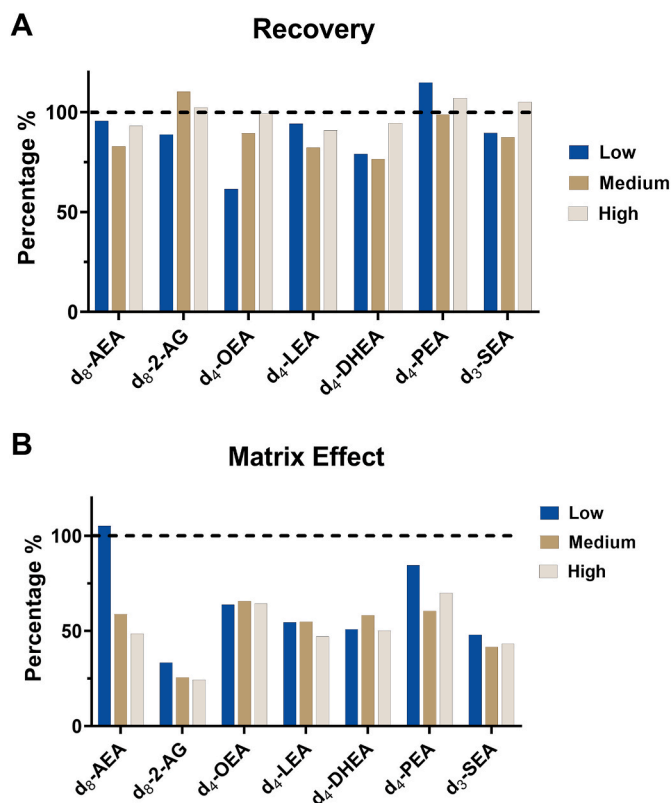 A
Recovery
Percentage %
100
50
0
Low
Medium
High
d₈-AEA
d₈-2-AG
d₄-OEA
d₄-LEA
d₄-DHEA
d₄-PEA
d₃-SEA
B
Matrix Effect
Percentage %
100
50
0
Low
Medium
High
d₈-AEA
d₈-2-AG
d₄-OEA
d₄-LEA
d₄-DHEA
d₄-PEA
d₃-SEA